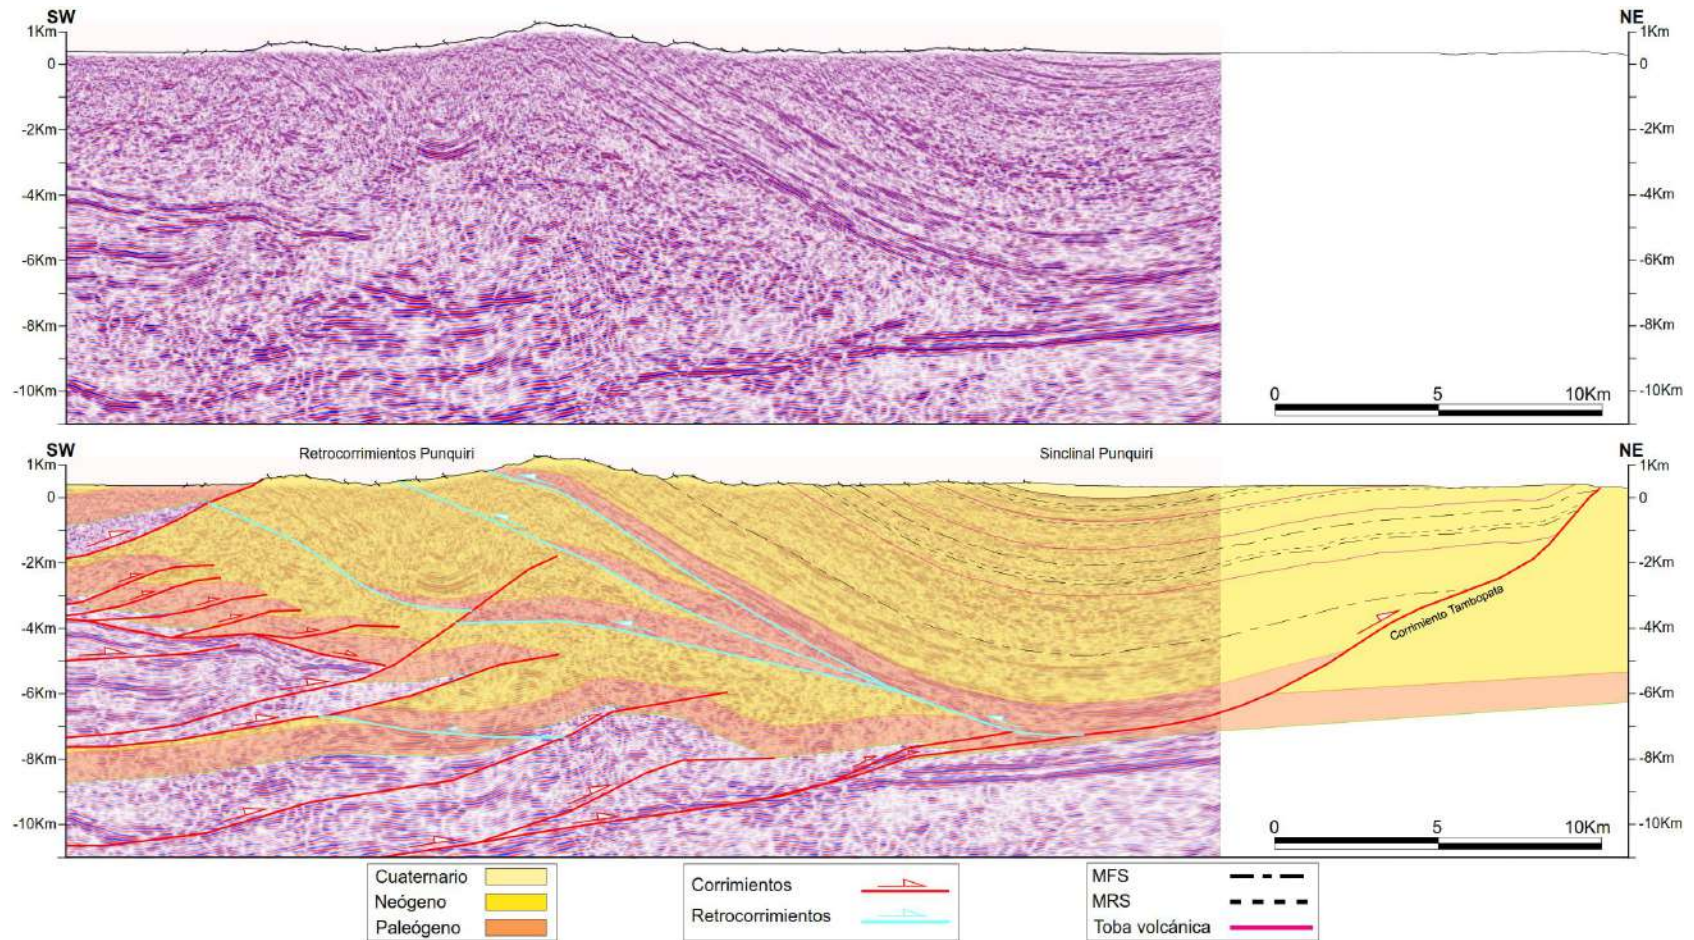 SW NE
1Km 1Km
0 0
-2Km -2Km
-4Km -4Km
-6Km -6Km
-8Km -8Km
0 5 10Km
-10Km -10Km
SW Retrocorrimientos Punquiri Sinclinal Punquiri NE
1Km 1Km
0 0
-2Km -2Km
Corrimiento Tambopata
-4Km -4Km
-6Km -6Km
-8Km -8Km
0 5 10Km
-10Km -10Km
Cuaternario
Neógeno
Paleógeno
Corrimientos
Retrocorrimientos
MFS
MRS
Toba volcánica